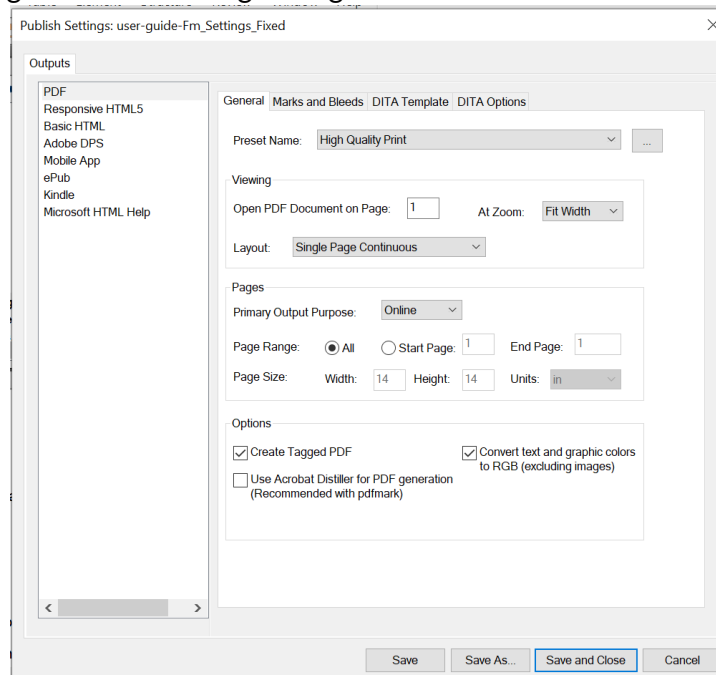 Publish Settings: user-guide-Fm_Settings_Fixed
Outputs
PDF
Responsive HTML5
Basic HTML
Adobe DPS
Mobile App
ePub
Kindle
Microsoft HTML Help
General Marks and Bleeds DITA Template DITA Options
Preset Name: High Quality Print ...
Viewing
Open PDF Document on Page: 1 At Zoom: Fit Width
Layout: Single Page Continuous
Pages
Primary Output Purpose: Online
Page Range: All Start Page: 1 End Page: 1
Page Size: Width: 14 Height: 14 Units: in
Options
Create Tagged PDF
Convert text and graphic colors
to RGB (excluding images)
Use Acrobat Distiller for PDF generation
(Recommended with pdfmark)
Save Save As... Save and Close Cancel